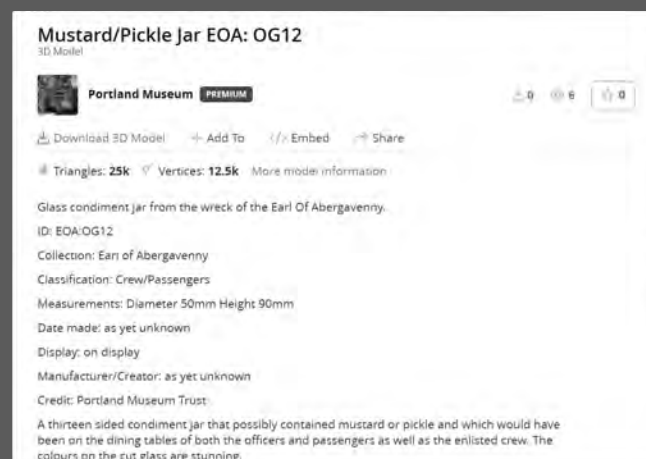 Mustard/Pickle Jar EOA: OG12
3D Model
Portland Museum PREMIUM
0 6 0
Download 3D Model Add To Embed Share
Triangles: 25k Vertices: 12.5k More model information
Glass condiment jar from the wreck of the Earl Of Abergavenny.
ID: EOA:OG12
Collection: Earl of Abergavenny
Classification: Crew/Passengers
Measurements: Diameter 50mm Height 90mm
Date made: as yet unknown
Display: on display
Manufacturer/Creator: as yet unknown
Credit: Portland Museum Trust
A thirteen sided condiment jar that possibly contained mustard or pickle and which would have
been on the dining tables of both the officers and passengers as well as the enlisted crew. The
colours on the cut glass are stunning.